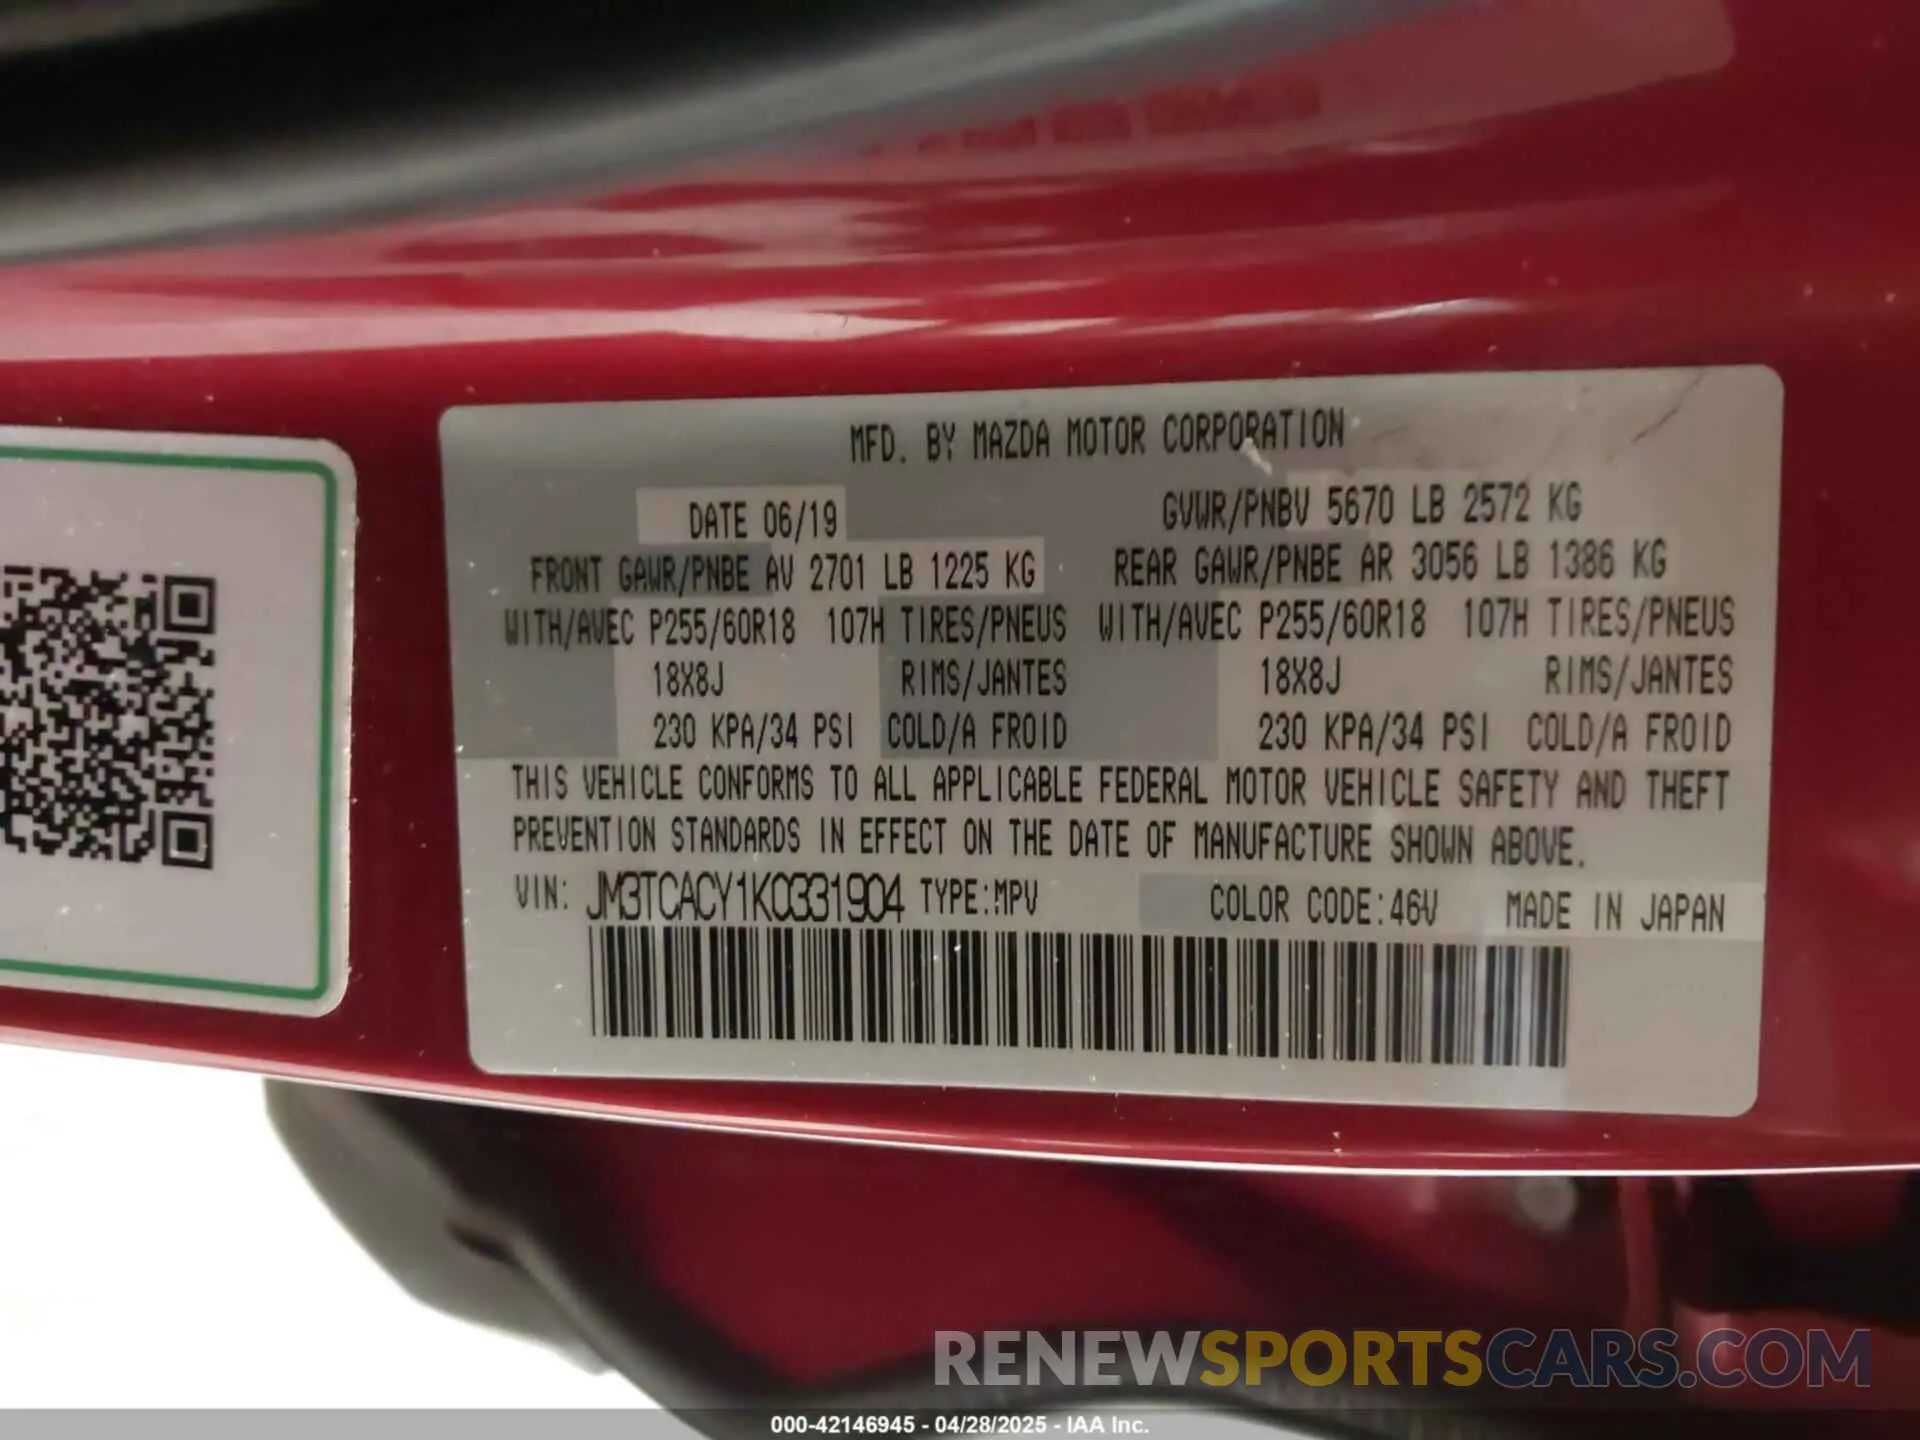 MFD. BY MAZDA MOTOR CORPORATION
DATE 06/19 GVWR/PNBV 5670 LB 2572 KG
FRONT GAWR/PNBE AV 2701 LB 1225 KG REAR GAWR/PNBE AR 3056 LB 1386 KG
WITH/AVEC P255/60R18 107H TIRES/PNEUS WITH/AVEC P255/60R18 107H TIRES/PNEUS
18X8J RIMS/JANTES 18X8J RIMS/JANTES
230 KPA/34 PSI COLD/A FROID 230 KPA/34 PSI COLD/A FROID
THIS VEHICLE CONFORMS TO ALL APPLICABLE FEDERAL MOTOR VEHICLE SAFETY AND THEFT
PREVENTION STANDARDS IN EFFECT ON THE DATE OF MANUFACTURE SHOWN ABOVE.
VIN: JM3TCACY1K0331904 TYPE:MPV COLOR CODE:46V MADE IN JAPAN
RENEWSPORTSCARS.COM
000-42146945 - 04/28/2025 - IAA Inc.